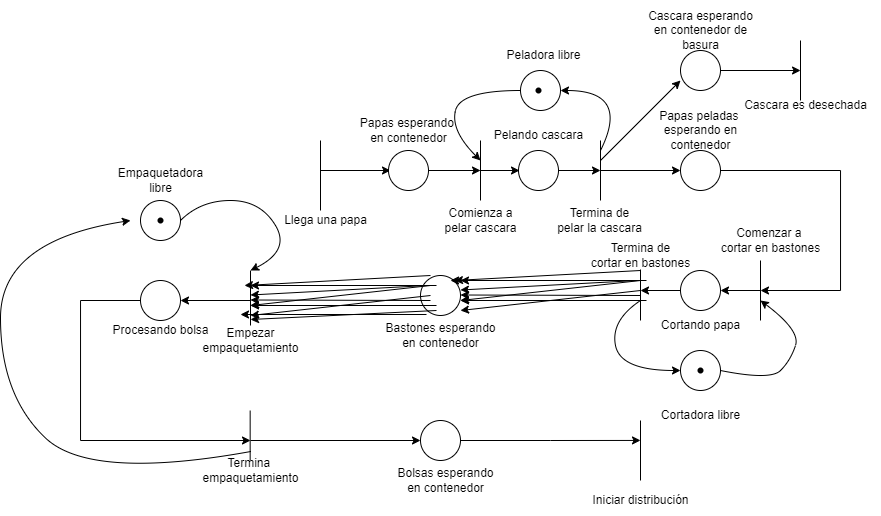 Cascara esperando
en contenedor de
basura
Peladora libre
Cascara es desechada
Papas esperando
en contenedor
Pelando cascara
Papas peladas
esperando en
contenedor
Empaquetadora
libre
Llega una papa
Comienza a
pelar cascara
Termina de
pelar la cascara
Termina de
cortar en bastones
Comenzar a
cortar en bastones
Procesando bolsa
Empezar
empaquetamiento
Bastones esperando
en contenedor
Cortando papa
Cortadora libre
Termina
empaquetamiento
Bolsas esperando
en contenedor
Iniciar distribución